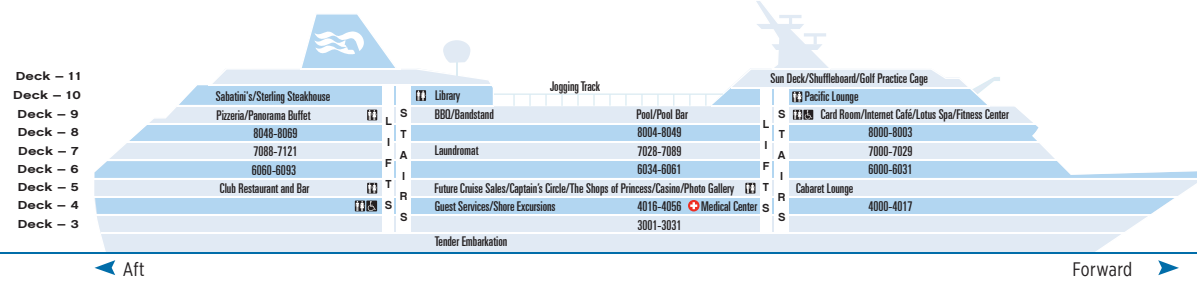 Deck – 11
Sun Deck/Shuffleboard/Golf Practice Cage
Jogging Track
Deck – 10
Sabatini's/Sterling Steakhouse
Library
Pacific Lounge
Deck – 9
Pizzeria/Panorama Buffet
BBQ/Bandstand
Pool/Pool Bar
Card Room/Internet Café/Lotus Spa/Fitness Center
Deck – 8
8048-8069
8004-8049
8000-8003
Deck – 7
7088-7121
Laundromat
7028-7089
7000-7029
Deck – 6
6060-6093
6034-6061
6000-6031
Deck – 5
Club Restaurant and Bar
Future Cruise Sales/Captain's Circle/The Shops of Princess/Casino/Photo Gallery
Cabaret Lounge
Deck – 4
Guest Services/Shore Excursions
4016-4056
Medical Center
4000-4017
Deck – 3
3001-3031
Tender Embarkation
LIFTS
STAIRS
LIFTS
STAIRS
Aft
Forward